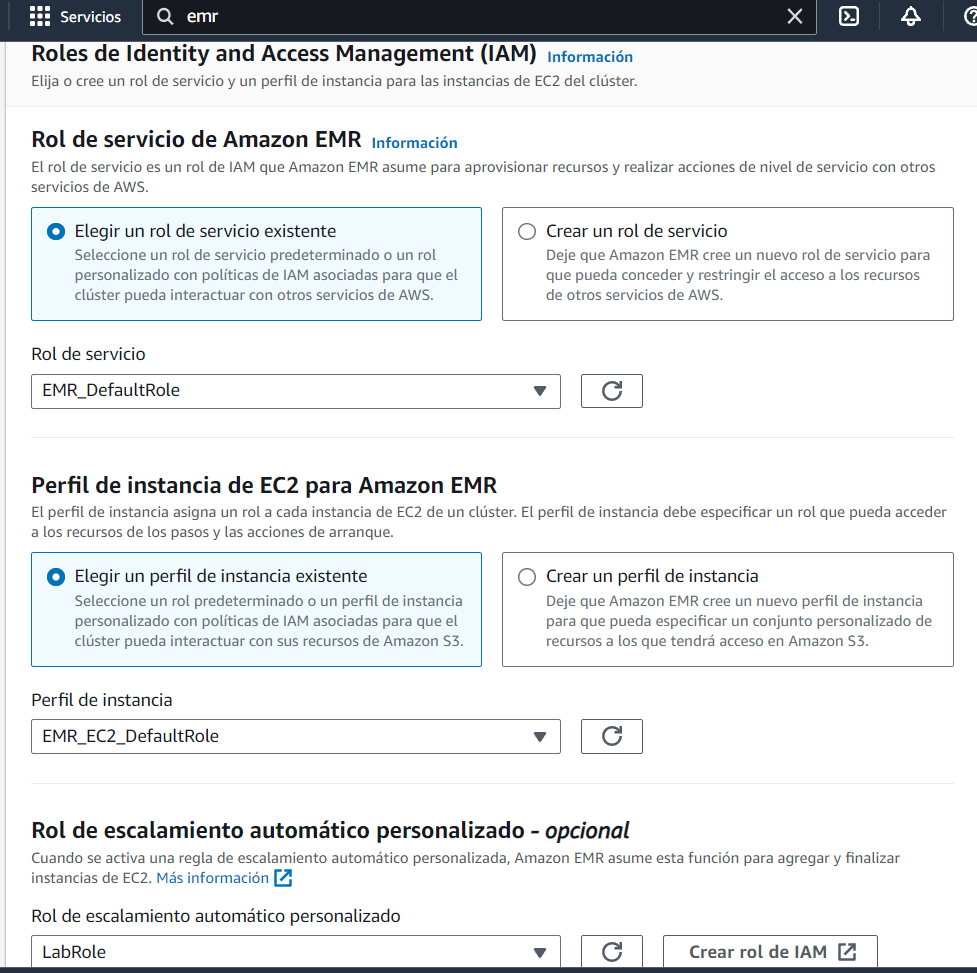 Servicios
emr
Roles de Identity and Access Management (IAM) Información
Elija o cree un rol de servicio y un perfil de instancia para las instancias de EC2 del clúster.
Rol de servicio de Amazon EMR Información
El rol de servicio es un rol de IAM que Amazon EMR asume para aprovisionar recursos y realizar acciones de nivel de servicio con otros
servicios de AWS.
Elegir un rol de servicio existente
Seleccione un rol de servicio predeterminado o un rol
personalizado con políticas de IAM asociadas para que el
clúster pueda interactuar con otros servicios de AWS.
Crear un rol de servicio
Deje que Amazon EMR cree un nuevo rol de servicio para
que pueda conceder y restringir el acceso a los recursos
de otros servicios de AWS.
Rol de servicio
EMR_DefaultRole
Perfil de instancia de EC2 para Amazon EMR
El perfil de instancia asigna un rol a cada instancia de EC2 de un clúster. El perfil de instancia debe especificar un rol que pueda acceder
a los recursos de los pasos y las acciones de arranque.
Elegir un perfil de instancia existente
Seleccione un rol predeterminado o un perfil de instancia
personalizado con políticas de IAM asociadas para que el
clúster pueda interactuar con sus recursos de Amazon S3.
Crear un perfil de instancia
Deje que Amazon EMR cree un nuevo perfil de instancia
para que pueda especificar un conjunto personalizado de
recursos a los que tendrá acceso en Amazon S3.
Perfil de instancia
EMR_EC2_DefaultRole
Rol de escalamiento automático personalizado - opcional
Cuando se activa una regla de escalamiento automático personalizada, Amazon EMR asume esta función para agregar y finalizar
instancias de EC2. Más información
Rol de escalamiento automático personalizado
LabRole
Crear rol de IAM